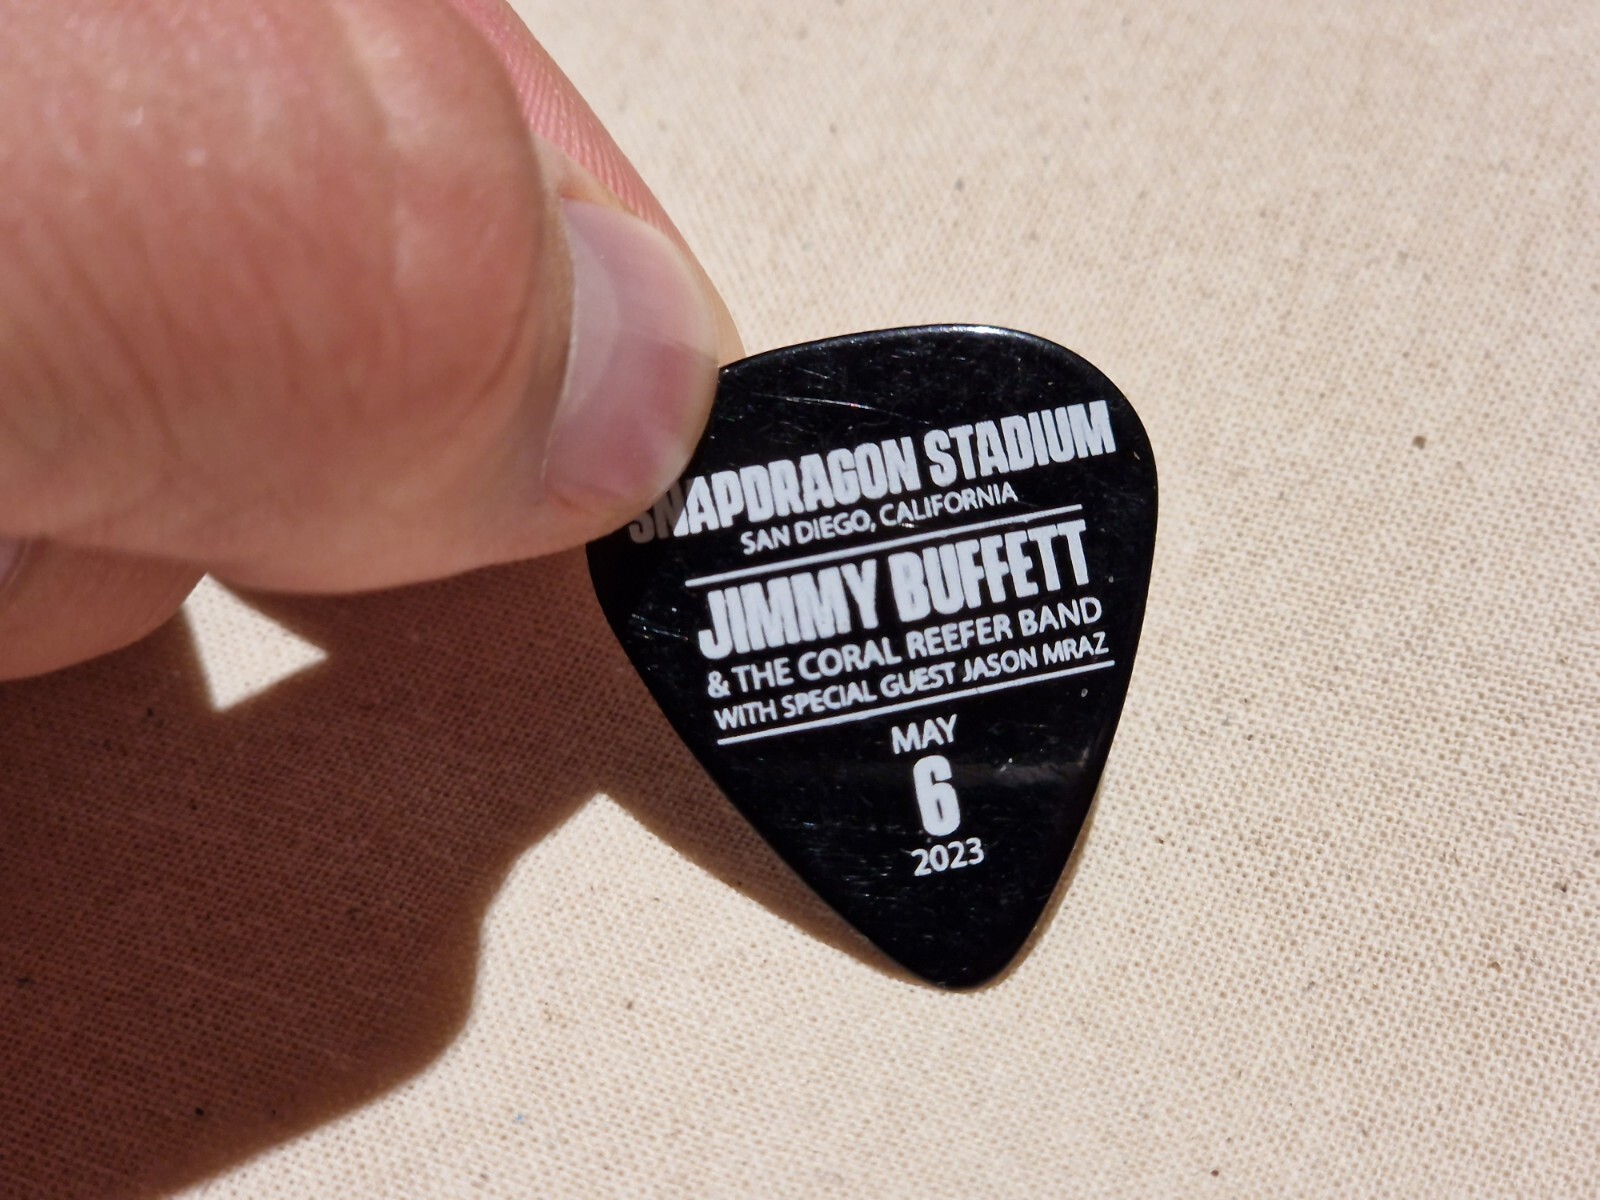 SNAPDRAGON STADIUM
SAN DIEGO, CALIFORNIA
JIMMY BUFFETT
& THE CORAL REEFER BAND
WITH SPECIAL GUEST JASON MRAZ
MAY
6
2023